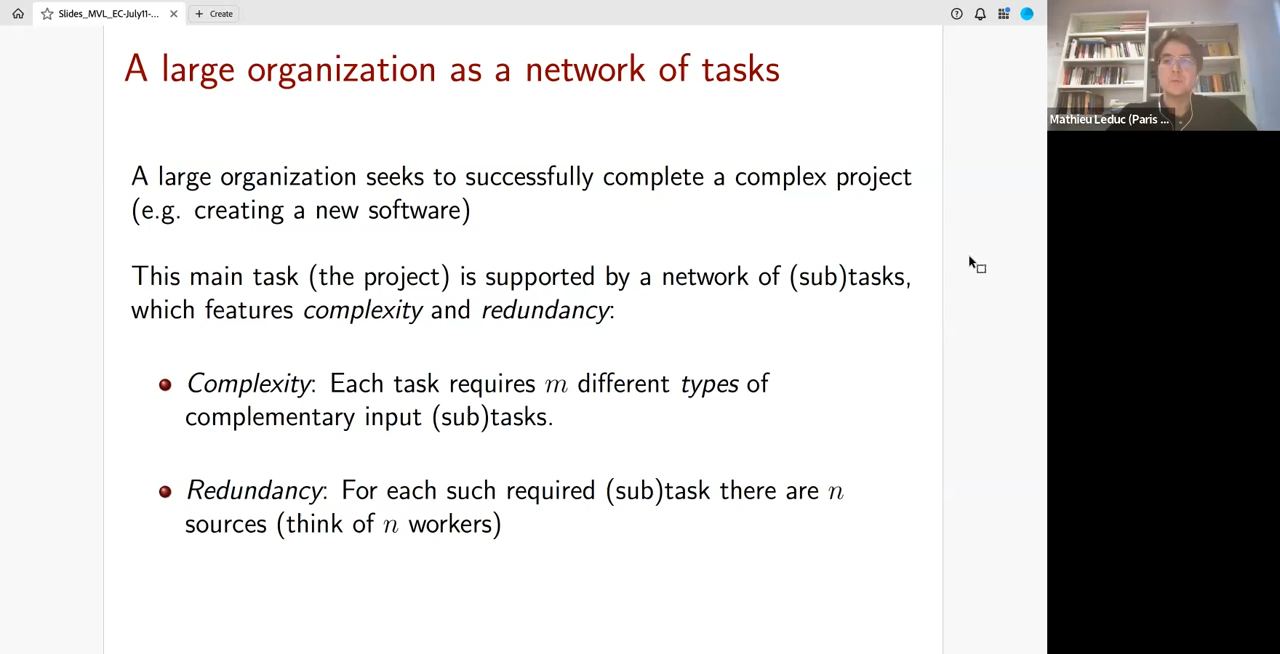 Slides_MVL_EC-July11-...
Create
A large organization as a network of tasks
A large organization seeks to successfully complete a complex project
(e.g. creating a new software)
This main task (the project) is supported by a network of (sub)tasks,
which features complexity and redundancy:
Complexity: Each task requires m different types of
complementary input (sub)tasks.
Redundancy: For each such required (sub)task there are n
sources (think of n workers)
Mathieu Leduc (Paris ...